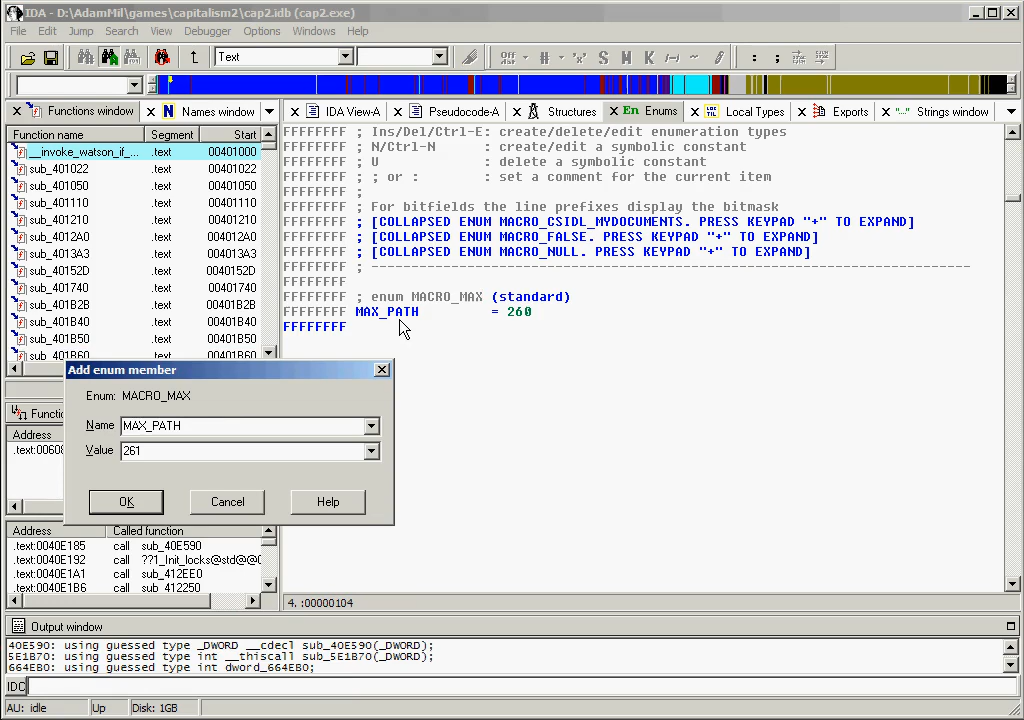 IDA - D:\AdamMil\games\capitalism2\cap2.idb (cap2.exe)
File Edit Jump Search View Debugger Options Windows Help
Text
Functions window
Names window
IDA View-A
Pseudocode-A
Structures
En Enums
Local Types
Exports
Strings window
Function name Segment Start
__invoke_watson_if_... .text 00401000
sub_401022 .text 00401022
sub_401050 .text 00401050
sub_401110 .text 00401110
sub_401210 .text 00401210
sub_4012A0 .text 004012A0
sub_4013A3 .text 004013A3
sub_40152D .text 0040152D
sub_401740 .text 00401740
sub_401B2B .text 00401B2B
sub_401B40 .text 00401B40
sub_401B50 .text 00401B50
sub_401B60 .text 00401B60
FFFFFFFF ; Ins/Del/Ctrl-E: create/delete/edit enumeration types
FFFFFFFF ; N/Ctrl-N : create/edit a symbolic constant
FFFFFFFF ; U : delete a symbolic constant
FFFFFFFF ; ; or : : set a comment for the current item
FFFFFFFF ;
FFFFFFFF ; For bitfields the line prefixes display the bitmask
FFFFFFFF ; [COLLAPSED ENUM MACRO_CSIDL_MYDOCUMENTS. PRESS KEYPAD "+" TO EXPAND]
FFFFFFFF ; [COLLAPSED ENUM MACRO_FALSE. PRESS KEYPAD "+" TO EXPAND]
FFFFFFFF ; [COLLAPSED ENUM MACRO_NULL. PRESS KEYPAD "+" TO EXPAND]
FFFFFFFF ; ---------------------------------------------------------------------------
FFFFFFFF
FFFFFFFF ; enum MACRO_MAX (standard)
FFFFFFFF MAX_PATH = 260
FFFFFFFF
Add enum member
Enum: MACRO_MAX
Name MAX_PATH
Value 261
OK Cancel Help
Functi
Address
.text:0060
Address Called function
.text:0040E185 call sub_40E590
.text:0040E192 call ??1_Init_locks@std@@
.text:0040E1A1 call sub_412EE0
.text:0040E1B6 call sub_412250
4. :00000104
Output window
40E590: using guessed type _DWORD __cdecl sub_40E590(_DWORD);
5E1B70: using guessed type int __thiscall sub_5E1B70(_DWORD);
664EB0: using guessed type int dword_664EB0;
IDC
AU: idle Up Disk: 1GB